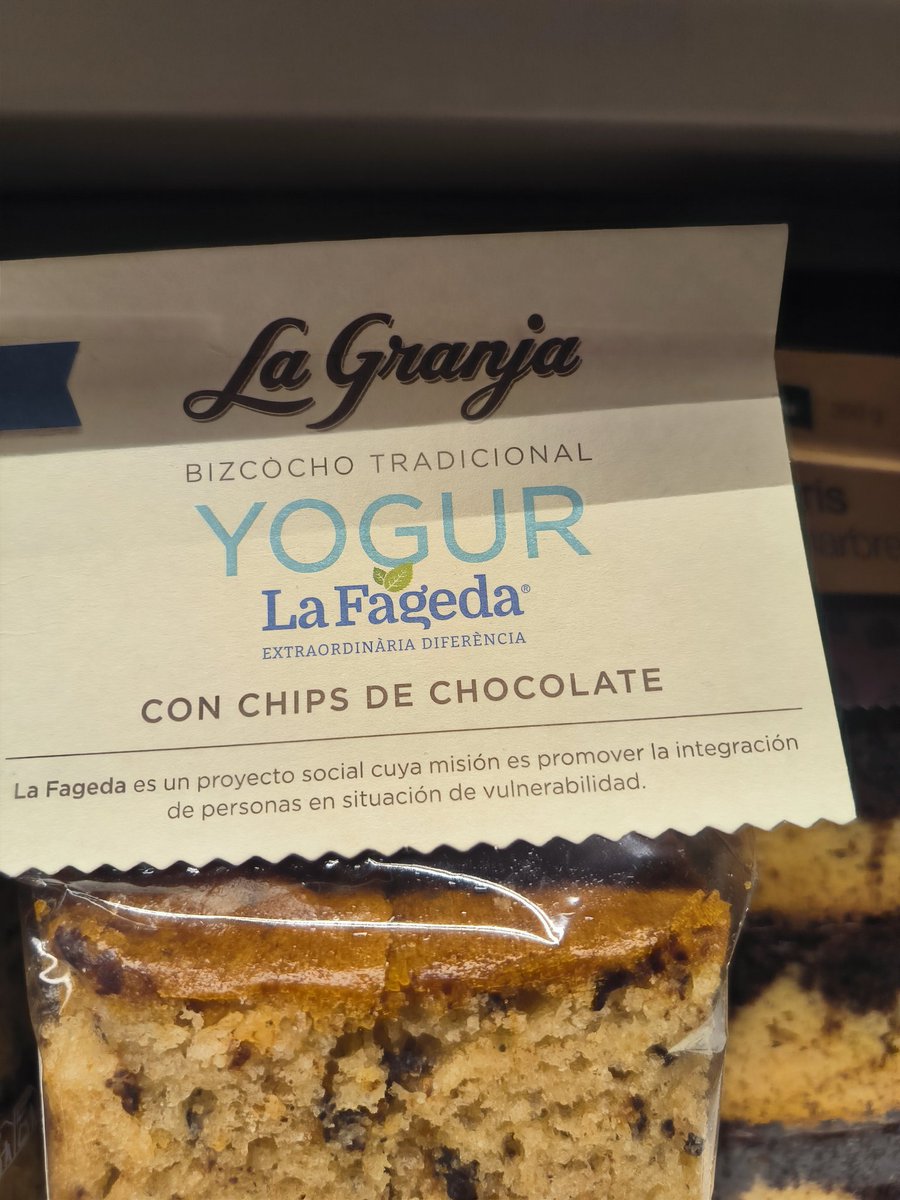 La Granja
BIZCOCHO TRADICIONAL
YOGUR
La Fageda®
EXTRAORDINÀRIA DIFERÈNCIA
CON CHIPS DE CHOCOLATE
La Fageda es un proyecto social cuya misión es promover la integración
de personas en situación de vulnerabilidad.